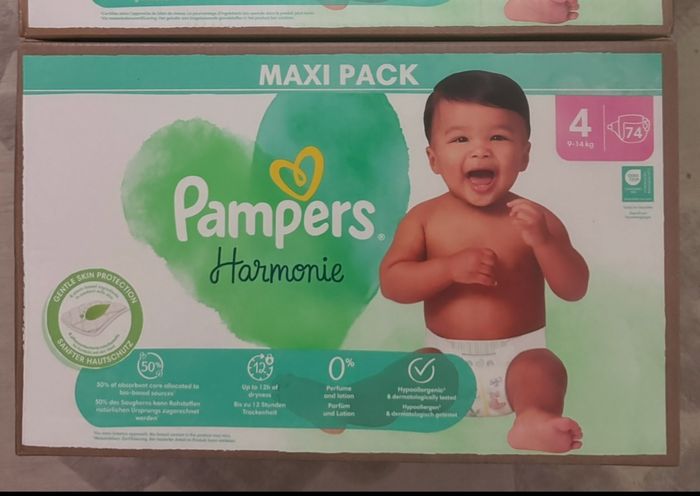 MAXI PACK
4
9-14 kg
74
Pampers®
Harmonie
GENTLE SKIN PROTECTION
SANFTER HAUTSCHUTZ
50%
50% of absorbent core allocated to
bio-based sources
50% des Saugkerns kann Rohstoffen
natürlichen Ursprungs zugerechnet
werden
12h
Up to 12h of
dryness
Bis zu 12 Stunden
Trockenheit
0%
Perfume
and lotion
Parfüm
und Lotion
Hypoallergenic*
& dermatologically tested
Hypoallergen*
& dermatologisch getestet